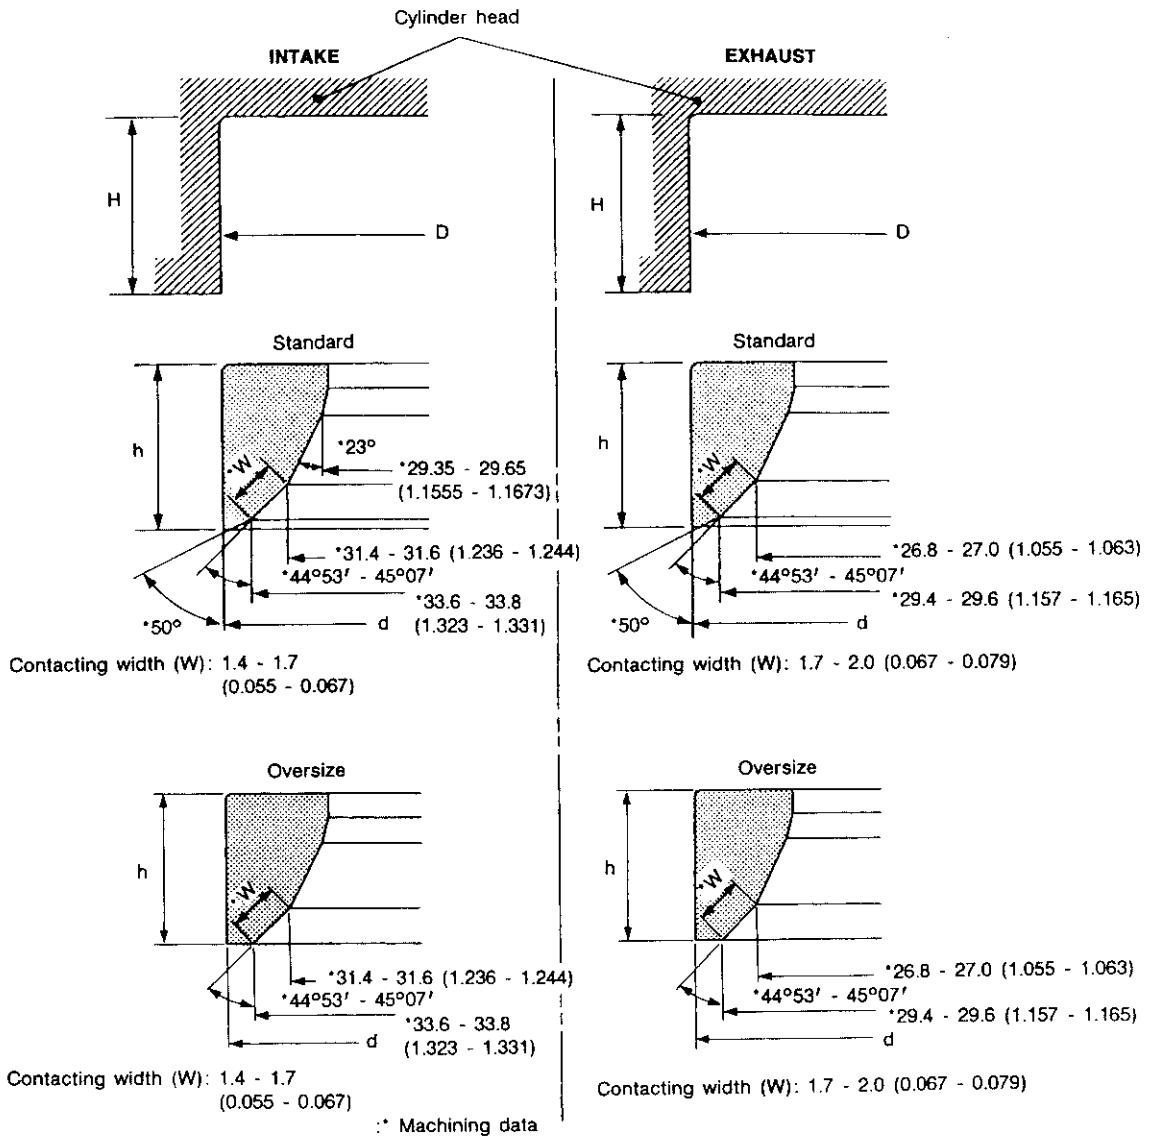 Cylinder head
INTAKE
EXHAUST
H
D
H
D
Standard
h
*W
*23°
*29.35 - 29.65
(1.1555 - 1.1673)
*31.4 - 31.6 (1.236 - 1.244)
*44°53' - 45°07'
*33.6 - 33.8
(1.323 - 1.331)
*50°
d
Contacting width (W): 1.4 - 1.7
(0.055 - 0.067)
Standard
h
*W
*26.8 - 27.0 (1.055 - 1.063)
*44°53' - 45°07'
*29.4 - 29.6 (1.157 - 1.165)
*50°
d
Contacting width (W): 1.7 - 2.0 (0.067 - 0.079)
Oversize
h
*W
*31.4 - 31.6 (1.236 - 1.244)
*44°53' - 45°07'
*33.6 - 33.8
(1.323 - 1.331)
d
Contacting width (W): 1.4 - 1.7
(0.055 - 0.067)
Oversize
h
*W
*26.8 - 27.0 (1.055 - 1.063)
*44°53' - 45°07'
*29.4 - 29.6 (1.157 - 1.165)
d
Contacting width (W): 1.7 - 2.0 (0.067 - 0.079)
:* Machining data